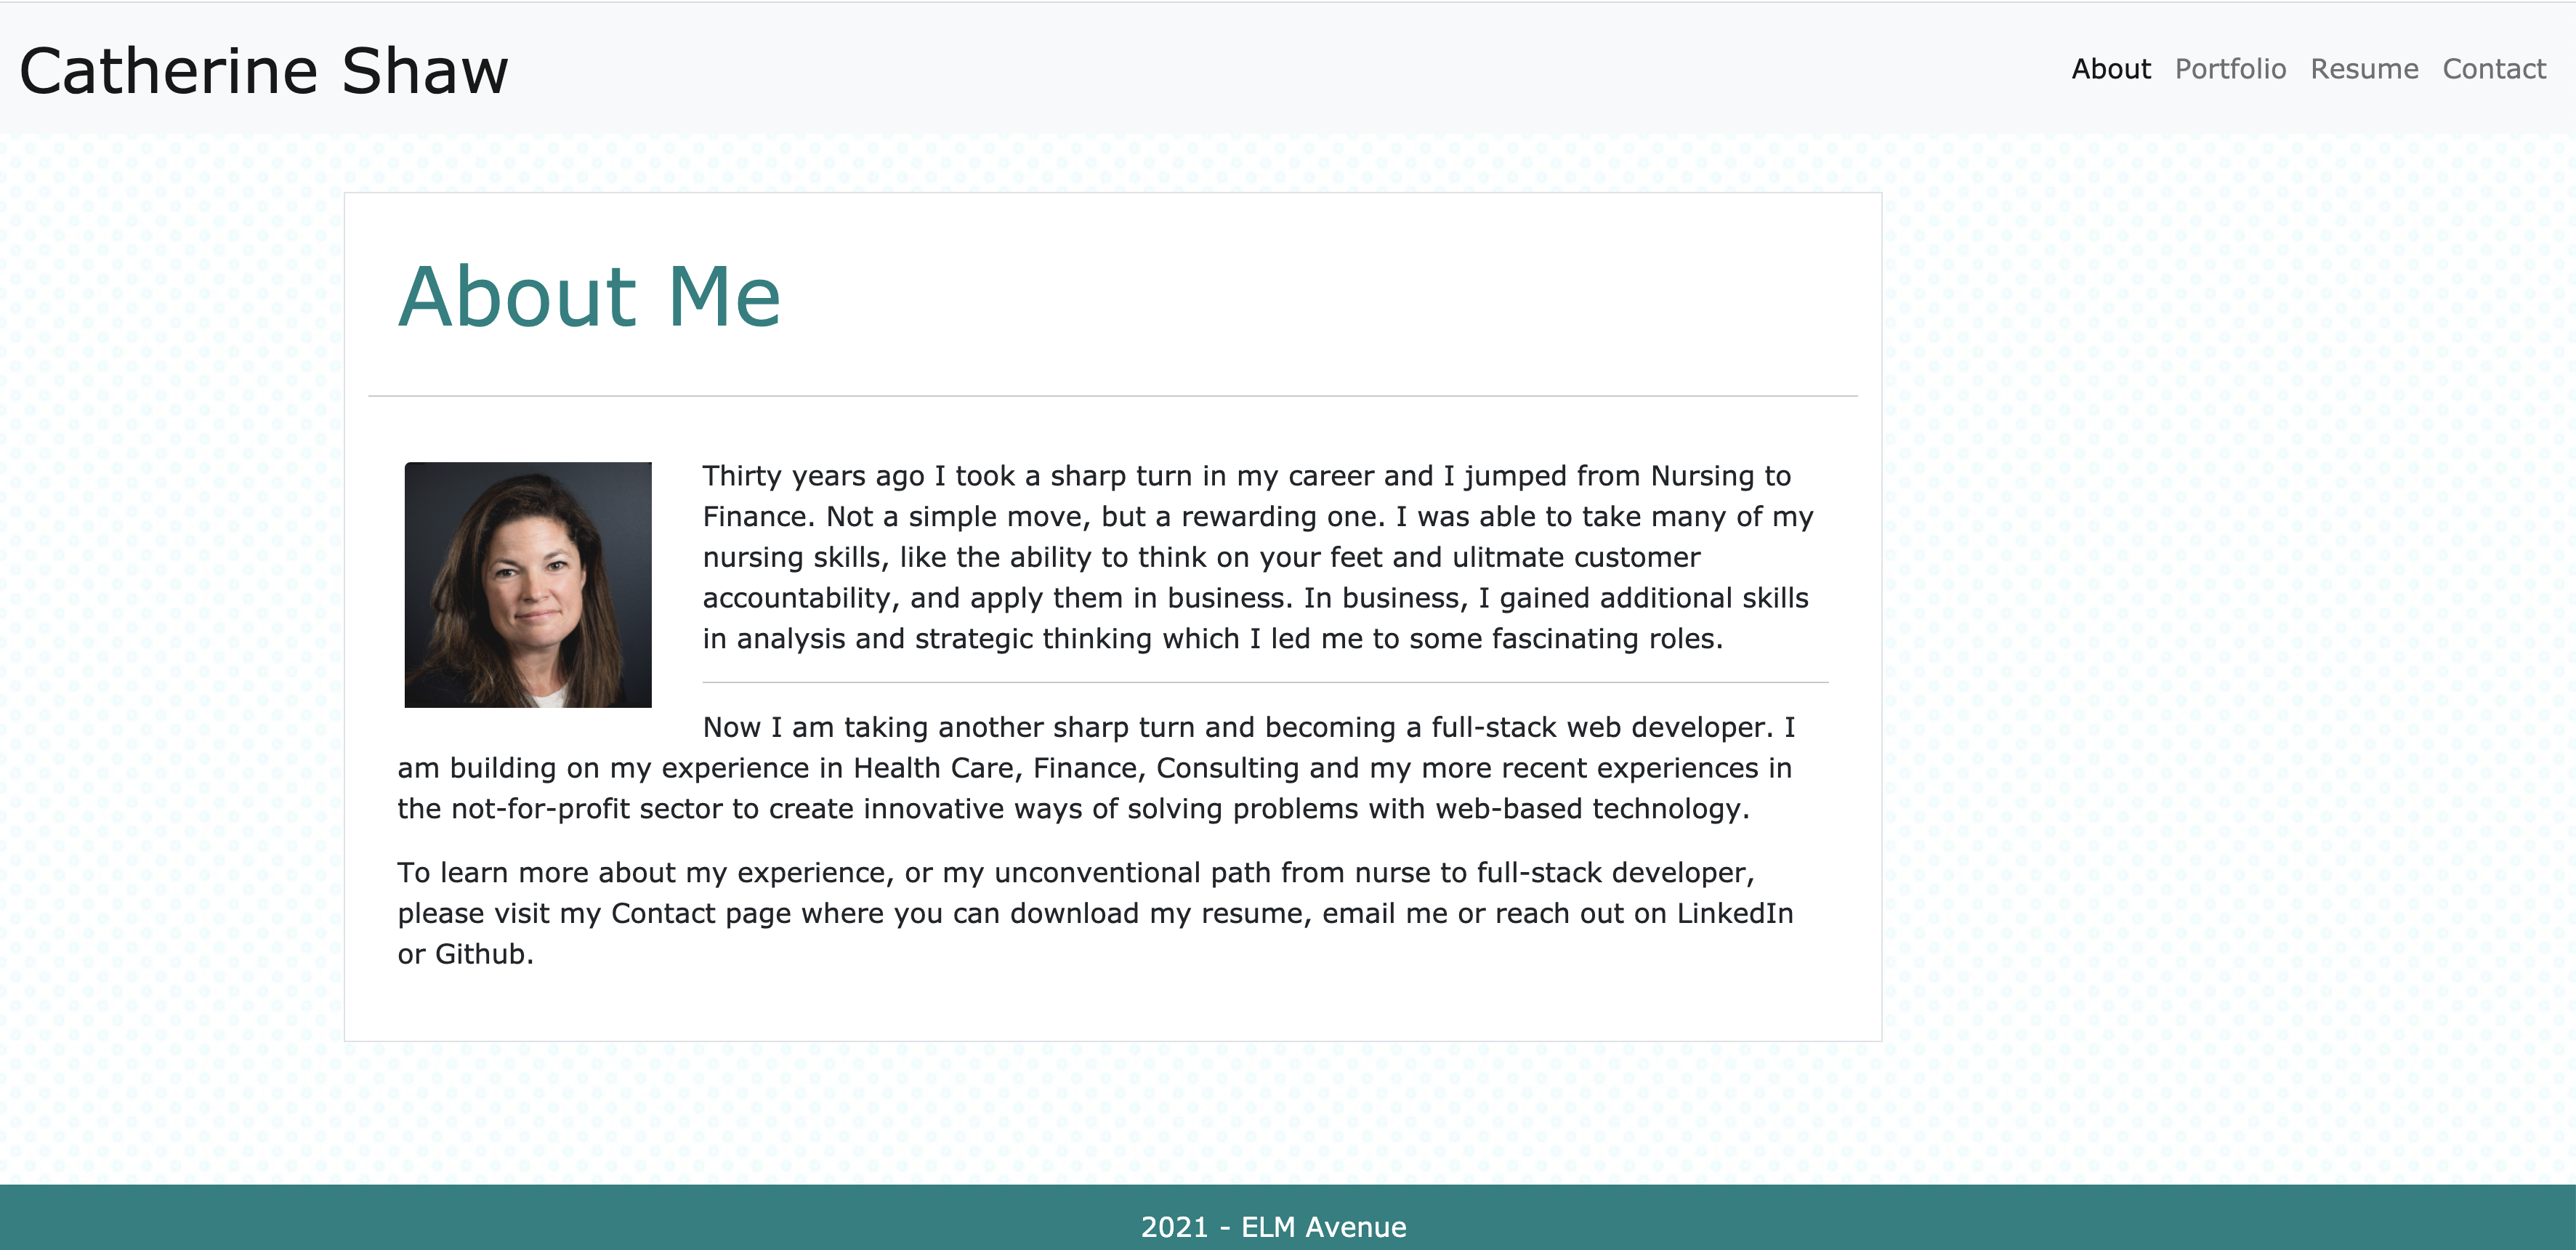 Catherine Shaw
About Portfolio Resume Contact
About Me
Thirty years ago I took a sharp turn in my career and I jumped from Nursing to
Finance. Not a simple move, but a rewarding one. I was able to take many of my
nursing skills, like the ability to think on your feet and ulitmate customer
accountability, and apply them in business. In business, I gained additional skills
in analysis and strategic thinking which I led me to some fascinating roles.
Now I am taking another sharp turn and becoming a full-stack web developer. I
am building on my experience in Health Care, Finance, Consulting and my more recent experiences in
the not-for-profit sector to create innovative ways of solving problems with web-based technology.
To learn more about my experience, or my unconventional path from nurse to full-stack developer,
please visit my Contact page where you can download my resume, email me or reach out on LinkedIn
or Github.
2021 - ELM Avenue